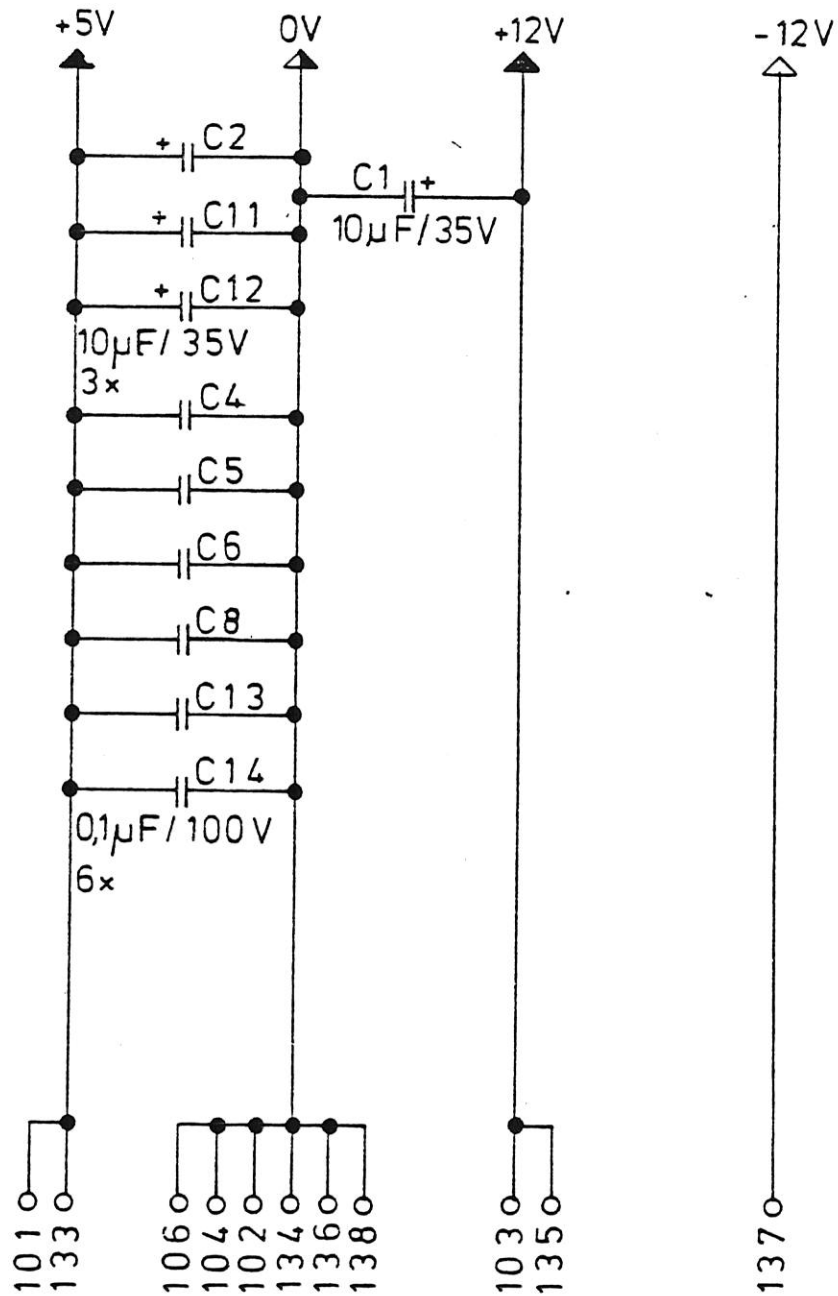 +5V
0V
+12V
-12V
+ C2
C1 +
10µF/35V
+ C11
+ C12
10µF/ 35V
3×
C4
C5
C6
C8
C13
C14
0,1µF/ 100V
6×
101
133
106
104
102
134
136
138
103
135
137